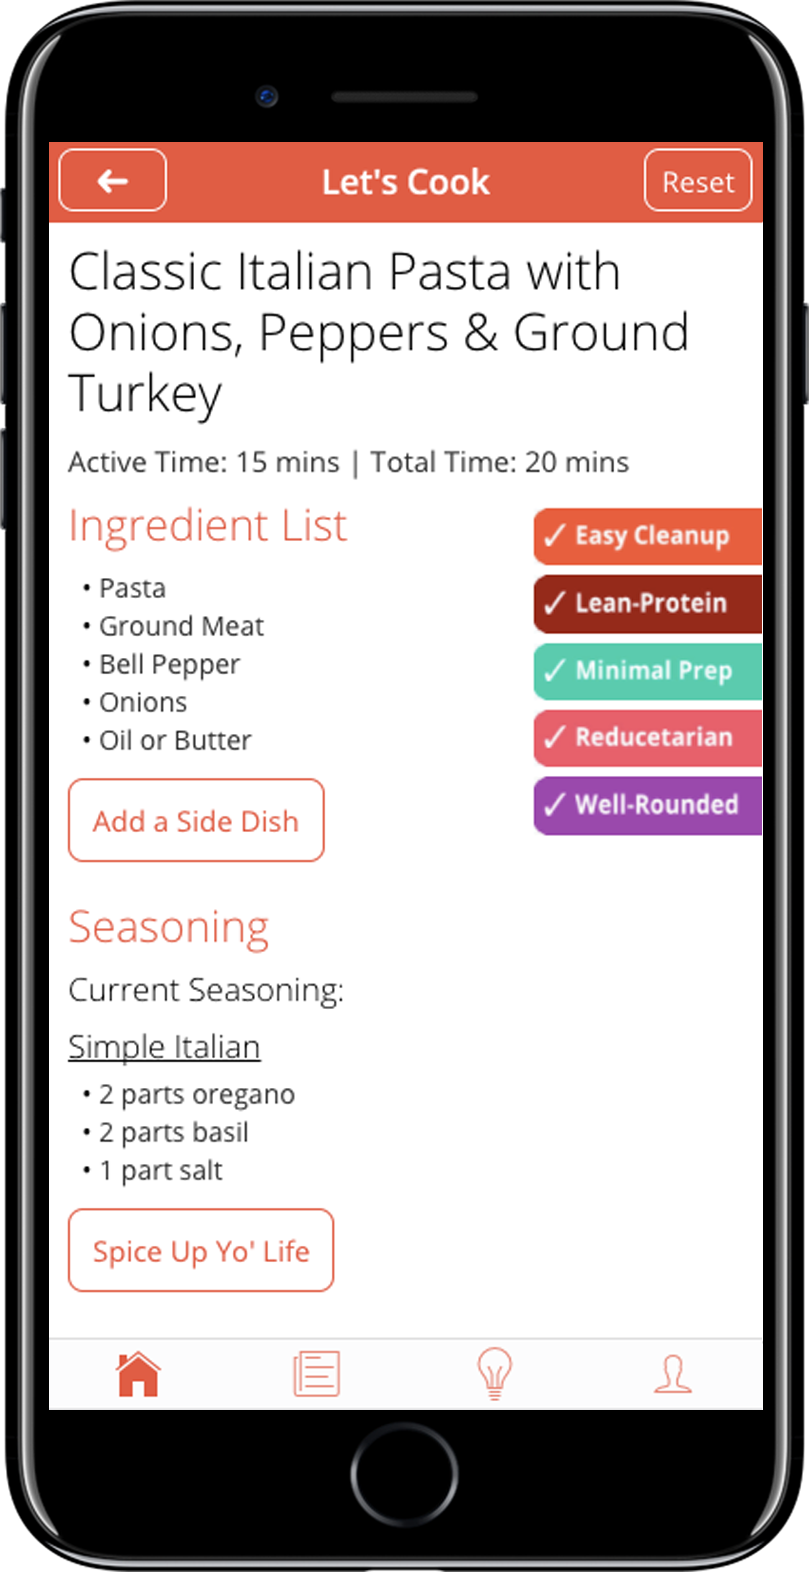 Let's Cook
Reset
Classic Italian Pasta with
Onions, Peppers & Ground
Turkey
Active Time: 15 mins | Total Time: 20 mins
Ingredient List
• Pasta
• Ground Meat
• Bell Pepper
• Onions
• Oil or Butter
✓ Easy Cleanup
✓ Lean-Protein
✓ Minimal Prep
✓ Reducetarian
✓ Well-Rounded
Add a Side Dish
Seasoning
Current Seasoning:
Simple Italian
• 2 parts oregano
• 2 parts basil
• 1 part salt
Spice Up Yo' Life